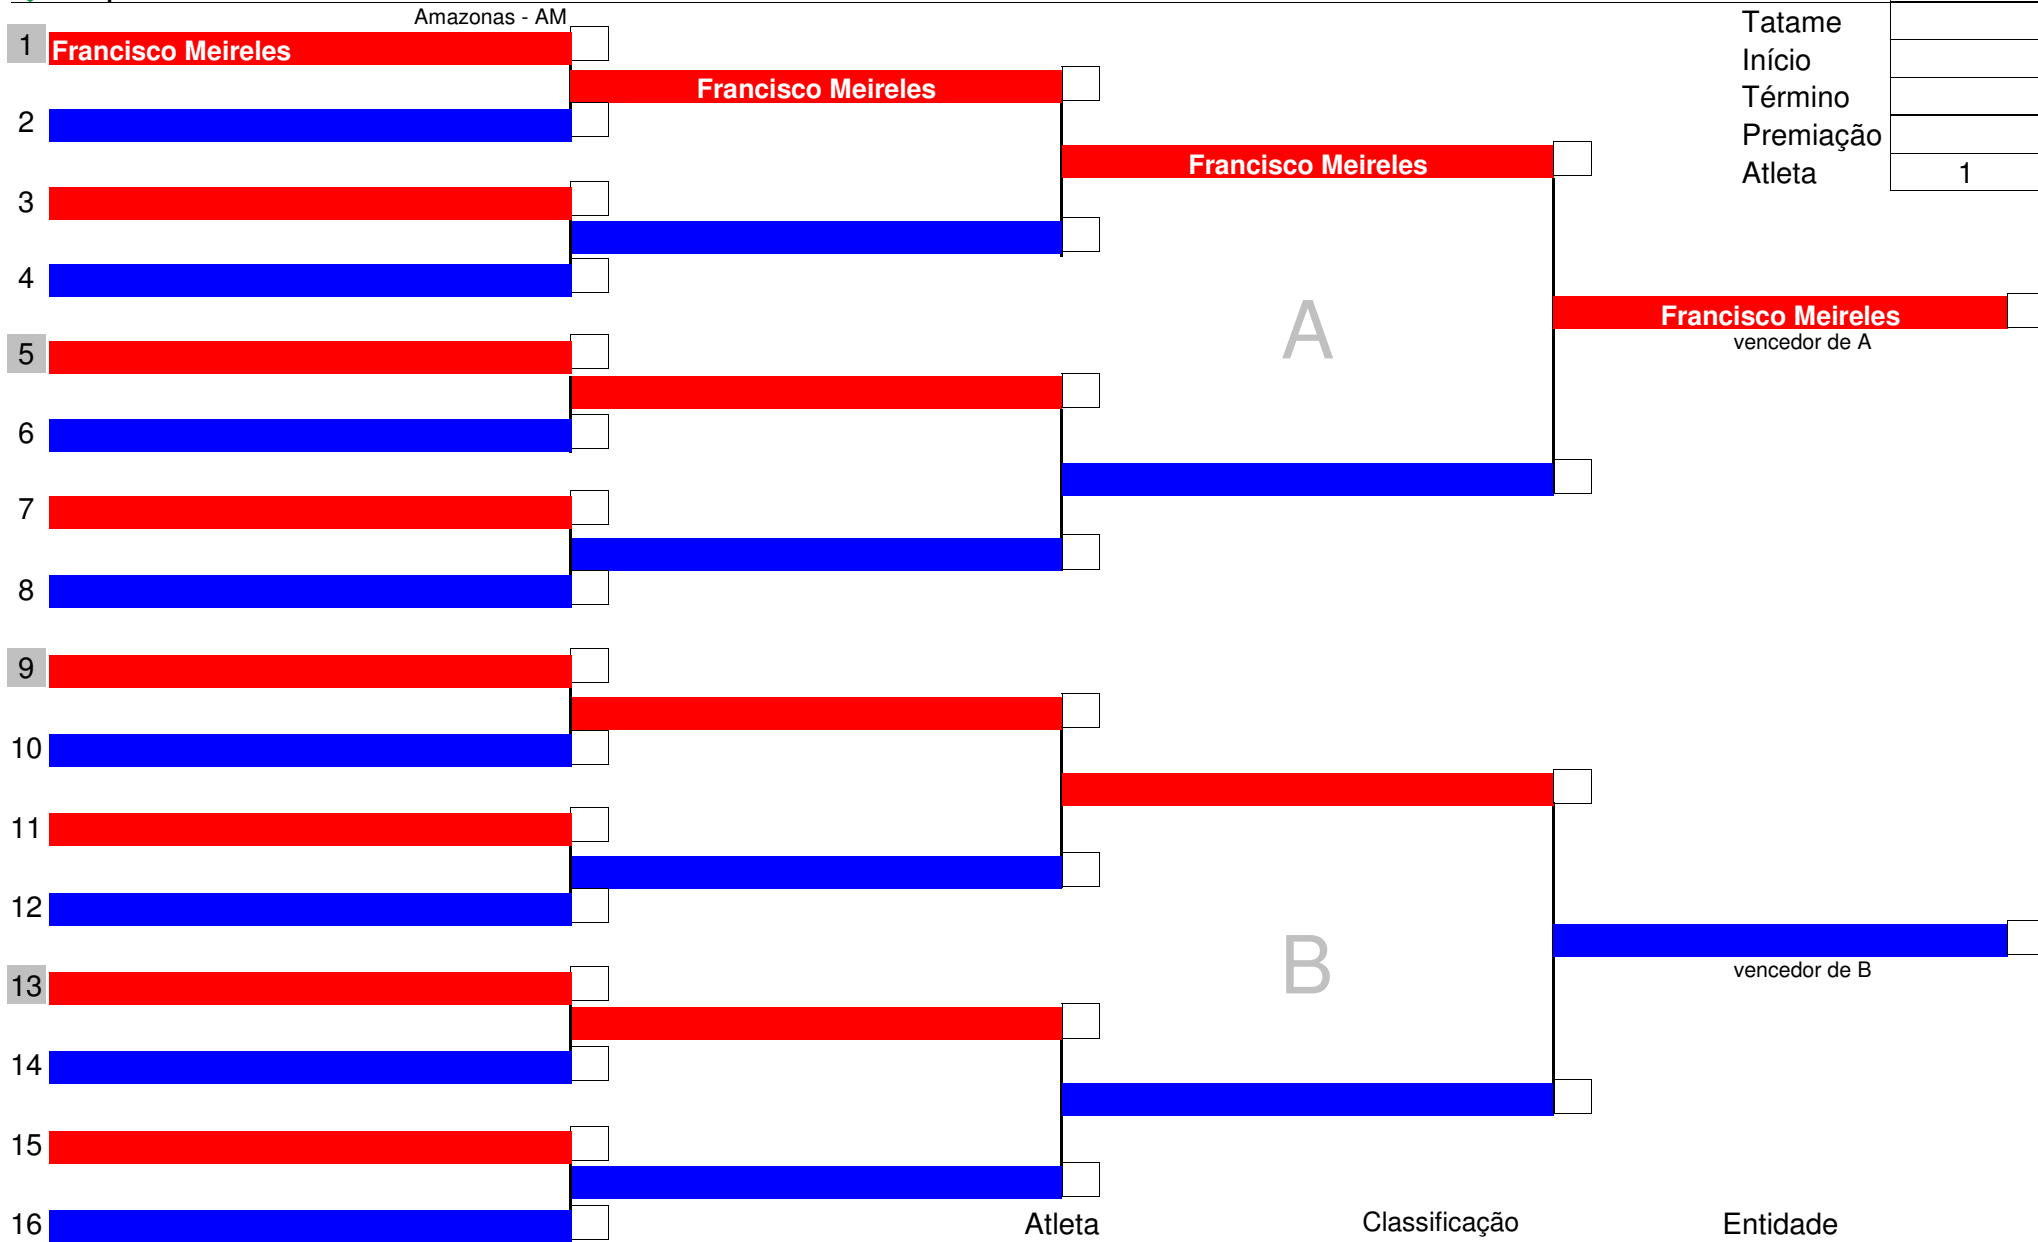 Amazonas - AM
Tatame
1 Francisco Meireles
Francisco Meireles
Início
Término
2
Premiação
Francisco Meireles
Atleta 1
3
4
A
Francisco Meireles
vencedor de A
5
6
7
8
9
10
11
12
B
vencedor de B
13
14
15
16
Atleta Classificação Entidade